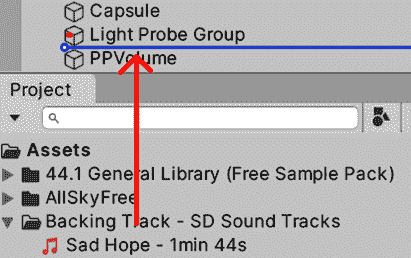 Capsule
Light Probe Group
PPVolume
Project
Assets
44.1 General Library (Free Sample Pack)
AllSkyFree
Backing Track - SD Sound Tracks
Sad Hope - 1min 44s